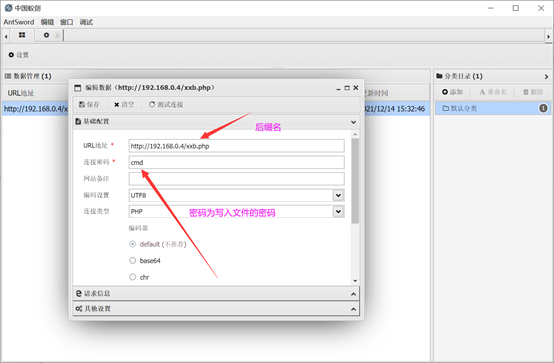 中国蚁剑
AntSword 编辑 窗口 调试
设置
数据管理 (1)
URL地址
更新时间
http://192.168.0.4/x
021/12/14 15:32:46
分类目录 (1)
添加 重命名 删除
默认分类 1
编辑数据 (http://192.168.0.4/xxb.php)
保存 清空 测试连接
基础配置
URL地址 * http://192.168.0.4/xxb.php
后缀名
连接密码 * cmd
网站备注
编码设置 UTF8
连接类型 PHP
密码为写入文件的密码
编码器
default (不推荐)
base64
chr
请求信息
其他设置